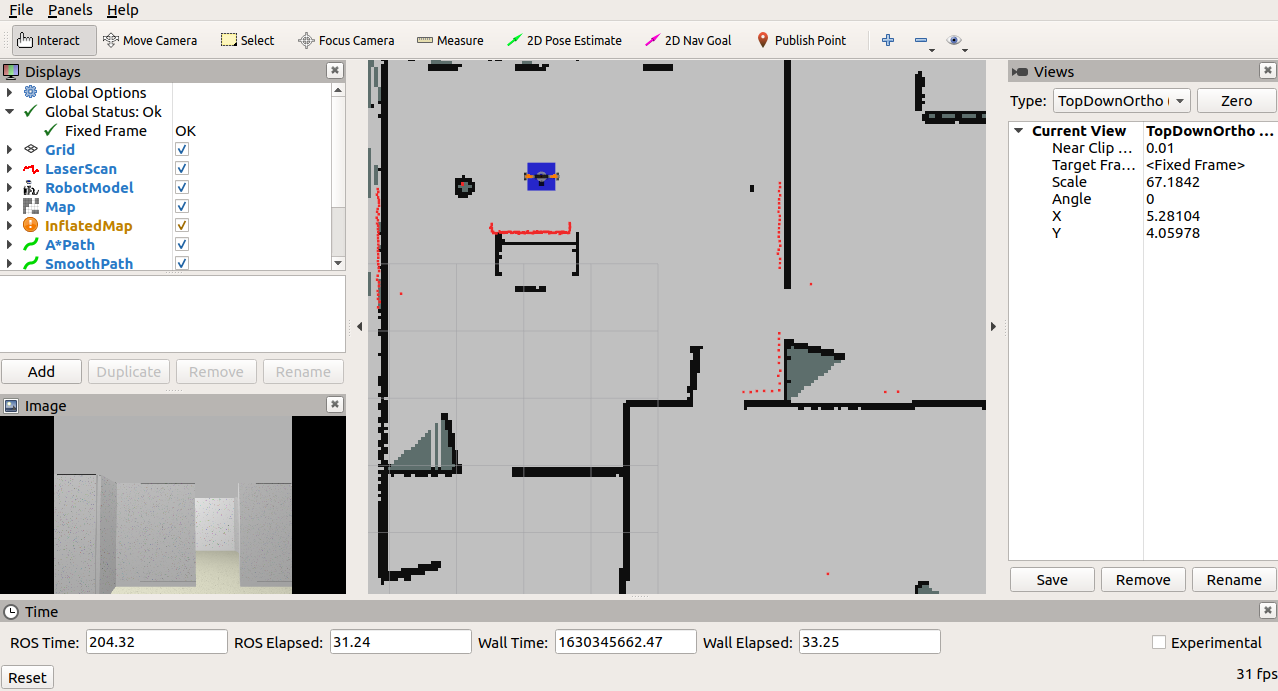 File Panels Help
Interact Move Camera Select Focus Camera Measure 2D Pose Estimate 2D Nav Goal Publish Point
Displays
Global Options
Global Status: Ok
Fixed Frame OK
Grid
LaserScan
RobotModel
Map
InflatedMap
A*Path
SmoothPath
Add Duplicate Remove Rename
Image
Views
Type: TopDownOrtho ( Zero
Current View TopDownOrtho ...
Near Clip ... 0.01
Target Fra... <Fixed Frame>
Scale 67.1842
Angle 0
X 5.28104
Y 4.05978
Save Remove Rename
Time
ROS Time: 204.32 ROS Elapsed: 31.24 Wall Time: 1630345662.47 Wall Elapsed: 33.25 Experimental
Reset 31 fps